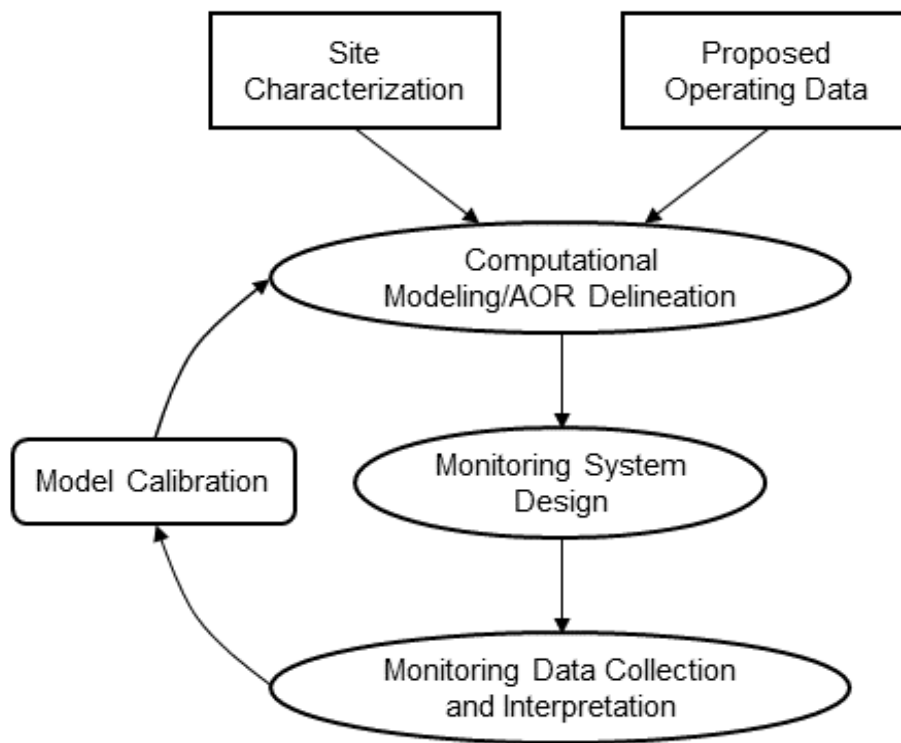 Site
Characterization
Proposed
Operating Data
Computational
Modeling/AOR Delineation
Model Calibration
Monitoring System
Design
Monitoring Data Collection
and Interpretation